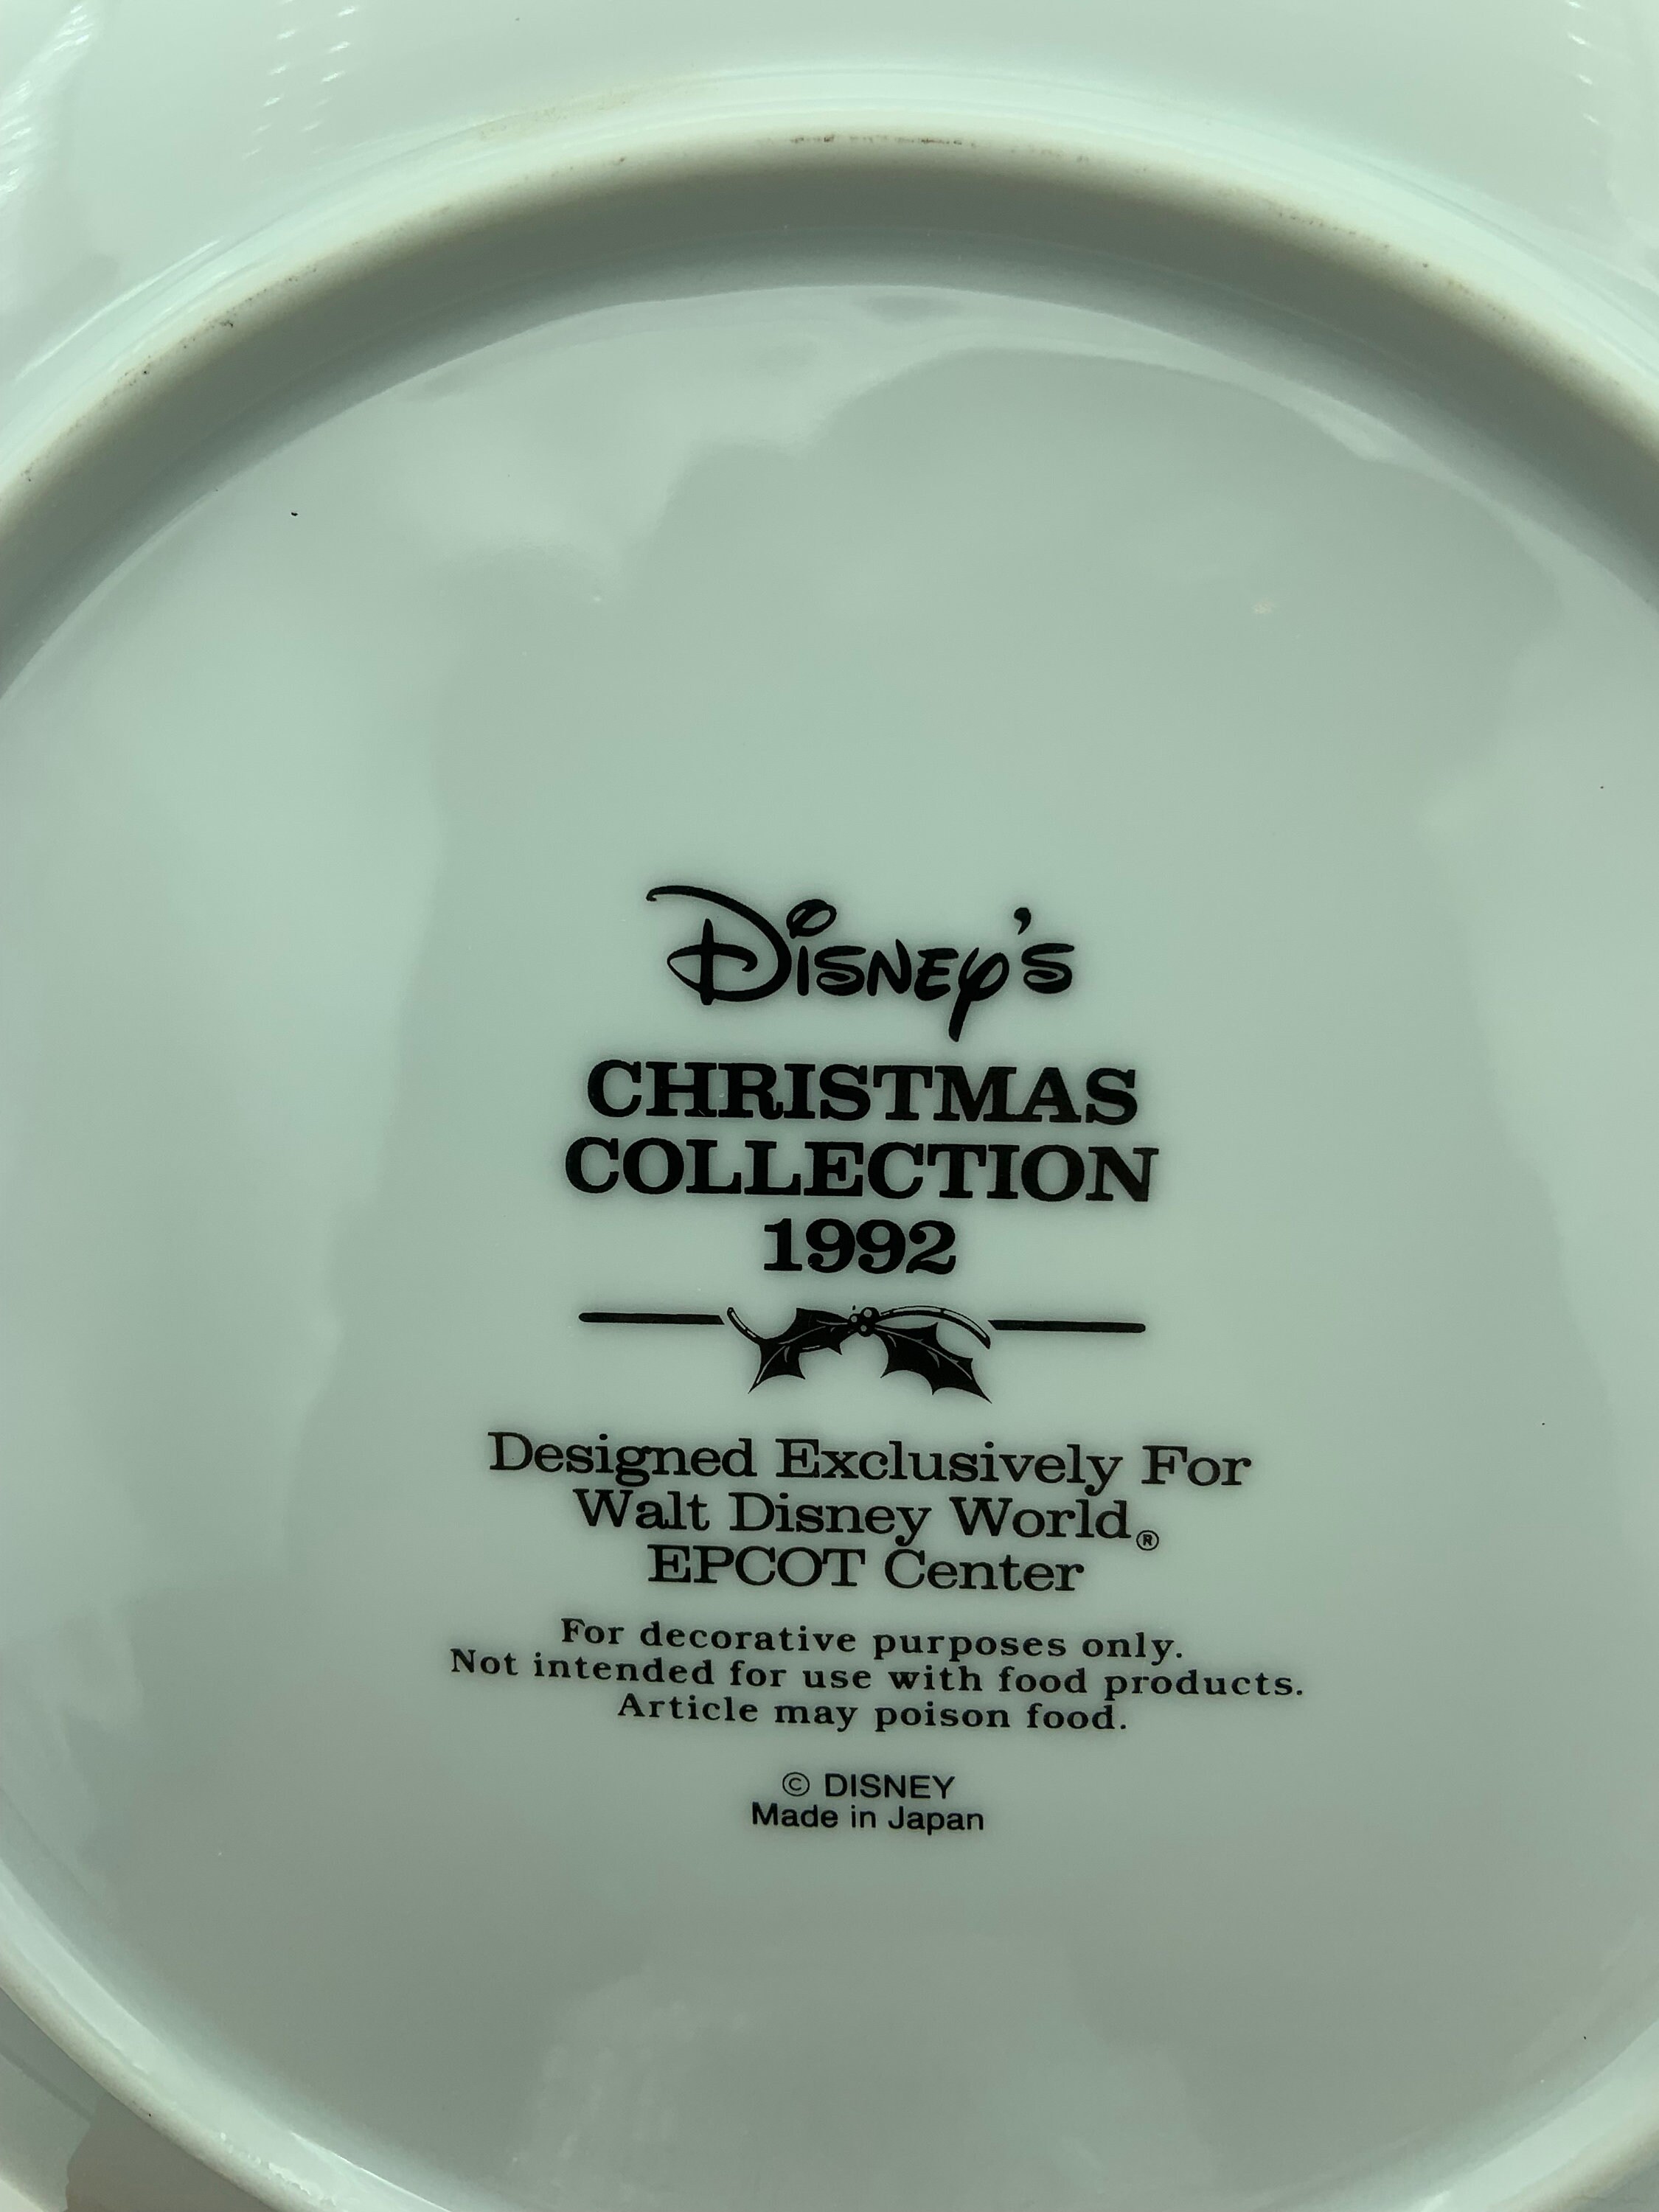 Disney's
CHRISTMAS
COLLECTION
1992
Designed Exclusively For
Walt Disney World®
EPCOT Center
For decorative purposes only.
Not intended for use with food products.
Article may poison food.
© DISNEY
Made in Japan